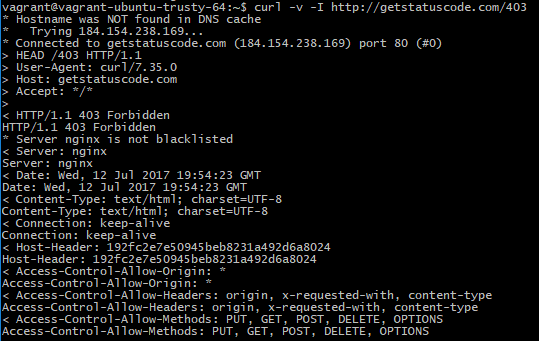 vagrant@vagrant-ubuntu-trusty-64:~$ curl -v -I http://getstatuscode.com/403
* Hostname was NOT found in DNS cache
*   Trying 184.154.238.169...
* Connected to getstatuscode.com (184.154.238.169) port 80 (#0)
> HEAD /403 HTTP/1.1
> User-Agent: curl/7.35.0
> Host: getstatuscode.com
> Accept: */*
>
< HTTP/1.1 403 Forbidden
HTTP/1.1 403 Forbidden
* Server nginx is not blacklisted
< Server: nginx
Server: nginx
< Date: Wed, 12 Jul 2017 19:54:23 GMT
Date: Wed, 12 Jul 2017 19:54:23 GMT
< Content-Type: text/html; charset=UTF-8
Content-Type: text/html; charset=UTF-8
< Connection: keep-alive
Connection: keep-alive
< Host-Header: 192fc2e7e50945beb8231a492d6a8024
Host-Header: 192fc2e7e50945beb8231a492d6a8024
< Access-Control-Allow-Origin: *
Access-Control-Allow-Origin: *
< Access-Control-Allow-Headers: origin, x-requested-with, content-type
Access-Control-Allow-Headers: origin, x-requested-with, content-type
< Access-Control-Allow-Methods: PUT, GET, POST, DELETE, OPTIONS
Access-Control-Allow-Methods: PUT, GET, POST, DELETE, OPTIONS